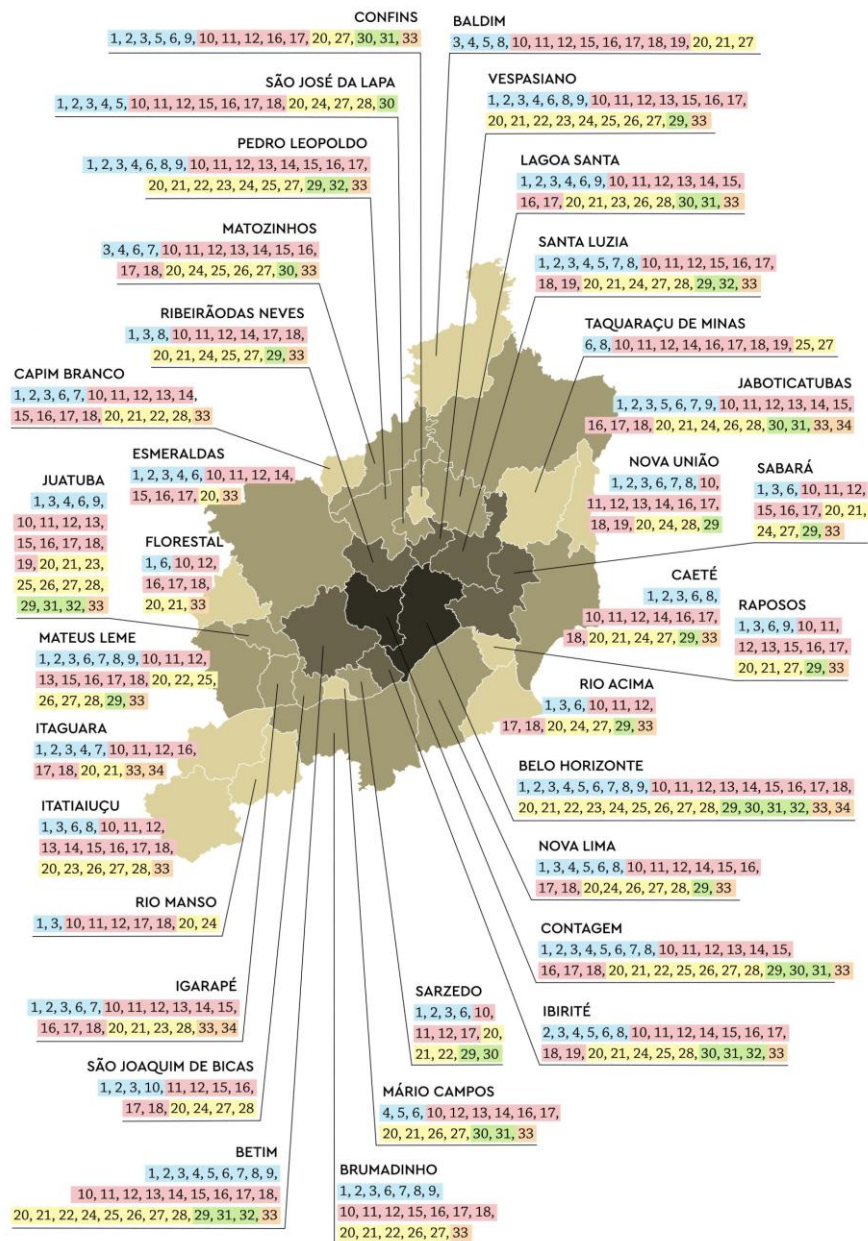 CONFINS
1, 2, 3, 5, 6, 9, 10, 11, 12, 16, 17, 20, 27, 30, 31, 33
BALDIM
3, 4, 5, 8, 10, 11, 12, 15, 16, 17, 18, 19, 20, 21, 27
SÃO JOSÉ DA LAPA
1, 2, 3, 4, 5, 10, 11, 12, 15, 16, 17, 18, 20, 24, 27, 28, 30
VESPASIANO
1, 2, 3, 4, 6, 8, 9, 10, 11, 12, 13, 15, 16, 17,
20, 21, 22, 23, 24, 25, 26, 27, 29, 33
PEDRO LEOPOLDO
1, 2, 3, 4, 6, 8, 9, 10, 11, 12, 13, 14, 15, 16, 17,
20, 21, 22, 23, 24, 25, 27, 29, 32, 33
LAGOA SANTA
1, 2, 3, 4, 6, 9, 10, 11, 12, 13, 14, 15,
16, 17, 20, 21, 23, 26, 28, 30, 31, 33
MATOZINHOS
3, 4, 6, 7, 10, 11, 12, 13, 14, 15, 16,
17, 18, 20, 24, 25, 26, 27, 30, 33
SANTA LUZIA
1, 2, 3, 4, 5, 7, 8, 10, 11, 12, 15, 16, 17,
18, 19, 20, 21, 24, 27, 28, 29, 32, 33
RIBEIRÃODAS NEVES
1, 3, 8, 10, 11, 12, 14, 17, 18,
20, 21, 24, 25, 27, 29, 33
TAQUARAÇU DE MINAS
6, 8, 10, 11, 12, 14, 16, 17, 18, 19, 25, 27
CAPIM BRANCO
1, 2, 3, 6, 7, 10, 11, 12, 13, 14,
15, 16, 17, 18, 20, 21, 22, 28, 33
JABOTICATUBAS
1, 2, 3, 5, 6, 7, 9, 10, 11, 12, 13, 14, 15,
16, 17, 18, 20, 21, 24, 26, 28, 30, 31, 33, 34
ESMERALDAS
1, 2, 3, 4, 6, 10, 11, 12, 14,
15, 16, 17, 20, 33
NOVA UNIÃO
1, 2, 3, 6, 7, 8, 10,
11, 12, 13, 14, 16, 17,
18, 19, 20, 24, 28, 29
SABARÁ
1, 3, 6, 10, 11, 12,
15, 16, 17, 20, 21,
24, 27, 29, 33
JUATUBA
1, 3, 4, 6, 9,
10, 11, 12, 13,
15, 16, 17, 18,
19, 20, 21, 23,
25, 26, 27, 28,
29, 31, 32, 33
FLORESTAL
1, 6, 10, 12,
16, 17, 18,
20, 21, 33
CAETÉ
1, 2, 3, 6, 8,
10, 11, 12, 14, 16, 17,
18, 20, 21, 24, 27, 29, 33
RAPOSOS
1, 3, 6, 9, 10, 11,
12, 13, 15, 16, 17,
20, 21, 27, 29, 33
MATEUS LEME
1, 2, 3, 6, 7, 8, 9, 10, 11, 12,
13, 15, 16, 17, 18, 20, 22, 25,
26, 27, 28, 29, 33
RIO ACIMA
1, 3, 6, 10, 11, 12,
17, 18, 20, 24, 27, 29, 33
ITAGUARA
1, 2, 3, 4, 7, 10, 11, 12, 16,
17, 18, 20, 21, 33, 34
BELO HORIZONTE
1, 2, 3, 4, 5, 6, 7, 8, 9, 10, 11, 12, 13, 14, 15, 16, 17, 18,
20, 21, 22, 23, 24, 25, 26, 27, 28, 29, 30, 31, 32, 33, 34
ITATIAIUÇU
1, 3, 6, 8, 10, 11, 12,
13, 14, 15, 16, 17, 18,
20, 23, 26, 27, 28, 33
NOVA LIMA
1, 3, 4, 5, 6, 8, 10, 11, 12, 14, 15, 16,
17, 18, 20,24, 26, 27, 28, 29, 33
RIO MANSO
1, 3, 10, 11, 12, 17, 18, 20, 24
CONTAGEM
1, 2, 3, 4, 5, 6, 7, 8, 10, 11, 12, 13, 14, 15,
16, 17, 18, 20, 21, 22, 25, 26, 27, 28, 29, 30, 31, 33
IGARAPÉ
1, 2, 3, 6, 7, 10, 11, 12, 13, 14, 15,
16, 17, 18, 20, 21, 23, 28, 33, 34
SARZEDO
1, 2, 3, 6, 10,
11, 12, 17, 20,
21, 22, 29, 30
IBIRITÉ
2, 3, 4, 5, 6, 8, 10, 11, 12, 14, 15, 16, 17,
18, 19, 20, 21, 24, 25, 28, 30, 31, 32, 33
SÃO JOAQUIM DE BICAS
1, 2, 3, 10, 11, 12, 15, 16,
17, 18, 20, 24, 27, 28
MÁRIO CAMPOS
4, 5, 6, 10, 12, 13, 14, 16, 17,
20, 21, 26, 27, 30, 31, 33
BETIM
1, 2, 3, 4, 5, 6, 7, 8, 9,
10, 11, 12, 13, 14, 15, 16, 17, 18,
20, 21, 22, 24, 25, 26, 27, 28, 29, 31, 32, 33
BRUMADINHO
1, 2, 3, 6, 7, 8, 9,
10, 11, 12, 15, 16, 17, 18,
20, 21, 22, 26, 27, 33